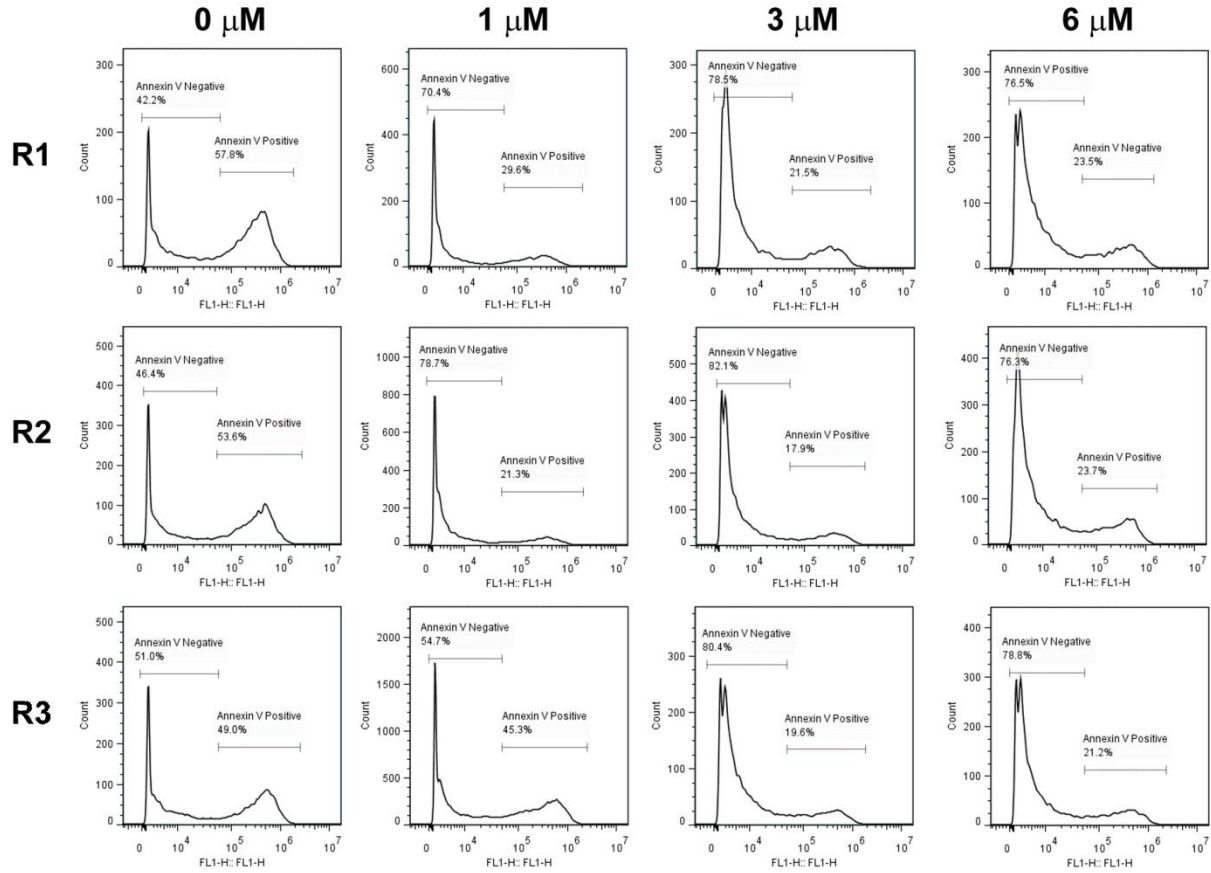 0 μM 1 μM 3 μM 6 μM
R1
300
200
100
0
Count
Annexin V Negative
42.2%
Annexin V Positive
57.8%
0 10^4 10^5 10^6 10^7
FL1-H:: FL1-H
600
400
200
0
Count
Annexin V Negative
70.4%
Annexin V Positive
29.6%
0 10^4 10^5 10^6 10^7
FL1-H:: FL1-H
300
200
100
0
Count
Annexin V Negative
78.5%
Annexin V Positive
21.5%
0 10^4 10^5 10^6 10^7
FL1-H:: FL1-H
300
200
100
0
Count
Annexin V Positive
76.5%
Annexin V Negative
23.5%
0 10^4 10^5 10^6 10^7
FL1-H:: FL1-H
R2
500
400
300
200
100
0
Count
Annexin V Negative
46.4%
Annexin V Positive
53.6%
0 10^4 10^5 10^6 10^7
FL1-H:: FL1-H
1000
800
600
400
200
0
Count
Annexin V Negative
78.7%
Annexin V Positive
21.3%
0 10^4 10^5 10^6 10^7
FL1-H:: FL1-H
500
400
300
200
100
0
Count
Annexin V Negative
82.1%
Annexin V Positive
17.9%
0 10^4 10^5 10^6 10^7
FL1-H:: FL1-H
400
300
200
100
0
Count
Annexin V Negative
76.3%
Annexin V Positive
23.7%
0 10^4 10^5 10^6 10^7
FL1-H:: FL1-H
R3
500
400
300
200
100
0
Count
Annexin V Negative
51.0%
Annexin V Positive
49.0%
0 10^4 10^5 10^6 10^7
FL1-H:: FL1-H
2000
1500
1000
500
0
Count
Annexin V Negative
54.7%
Annexin V Positive
45.3%
0 10^4 10^5 10^6 10^7
FL1-H:: FL1-H
300
200
100
0
Count
Annexin V Negative
80.4%
Annexin V Positive
19.6%
0 10^4 10^5 10^6 10^7
FL1-H:: FL1-H
400
300
200
100
0
Count
Annexin V Negative
78.8%
Annexin V Positive
21.2%
0 10^4 10^5 10^6 10^7
FL1-H:: FL1-H